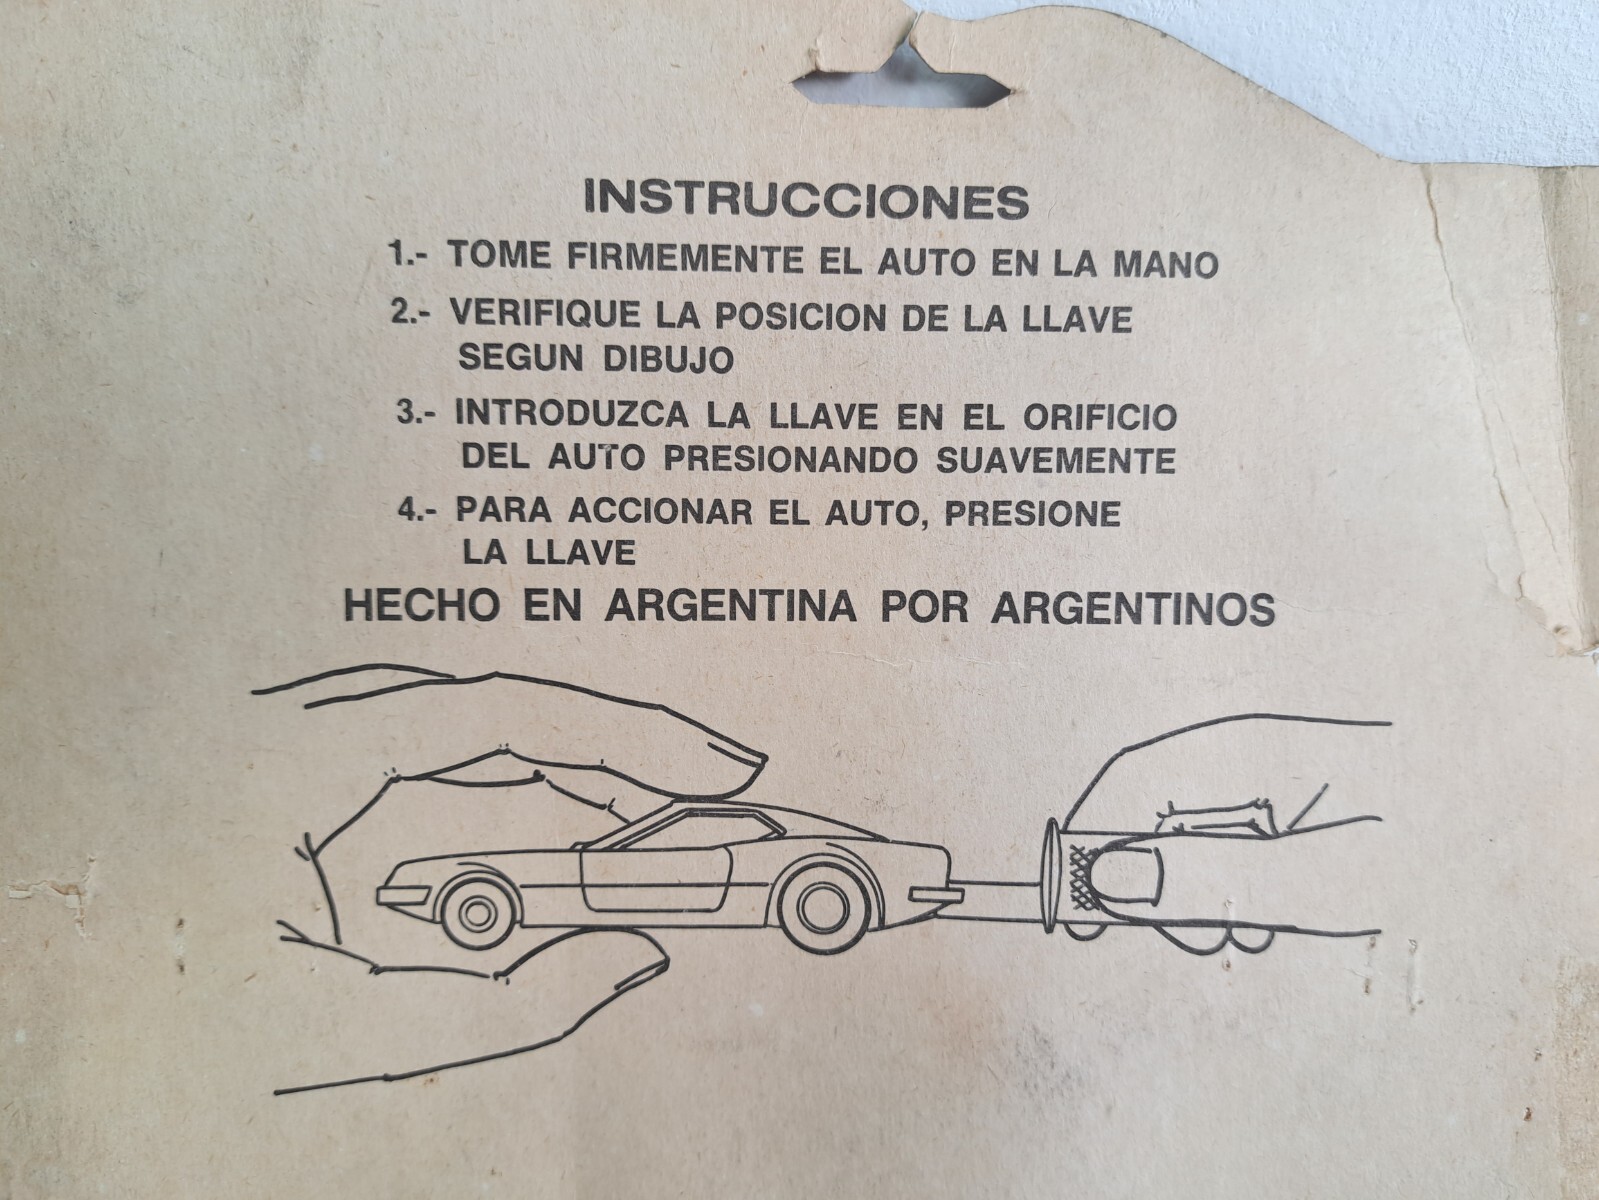 INSTRUCCIONES
1.- TOME FIRMEMENTE EL AUTO EN LA MANO
2.- VERIFIQUE LA POSICION DE LA LLAVE
SEGUN DIBUJO
3.- INTRODUZCA LA LLAVE EN EL ORIFICIO
DEL AUTO PRESIONANDO SUAVEMENTE
4.- PARA ACCIONAR EL AUTO, PRESIONE
LA LLAVE
HECHO EN ARGENTINA POR ARGENTINOS